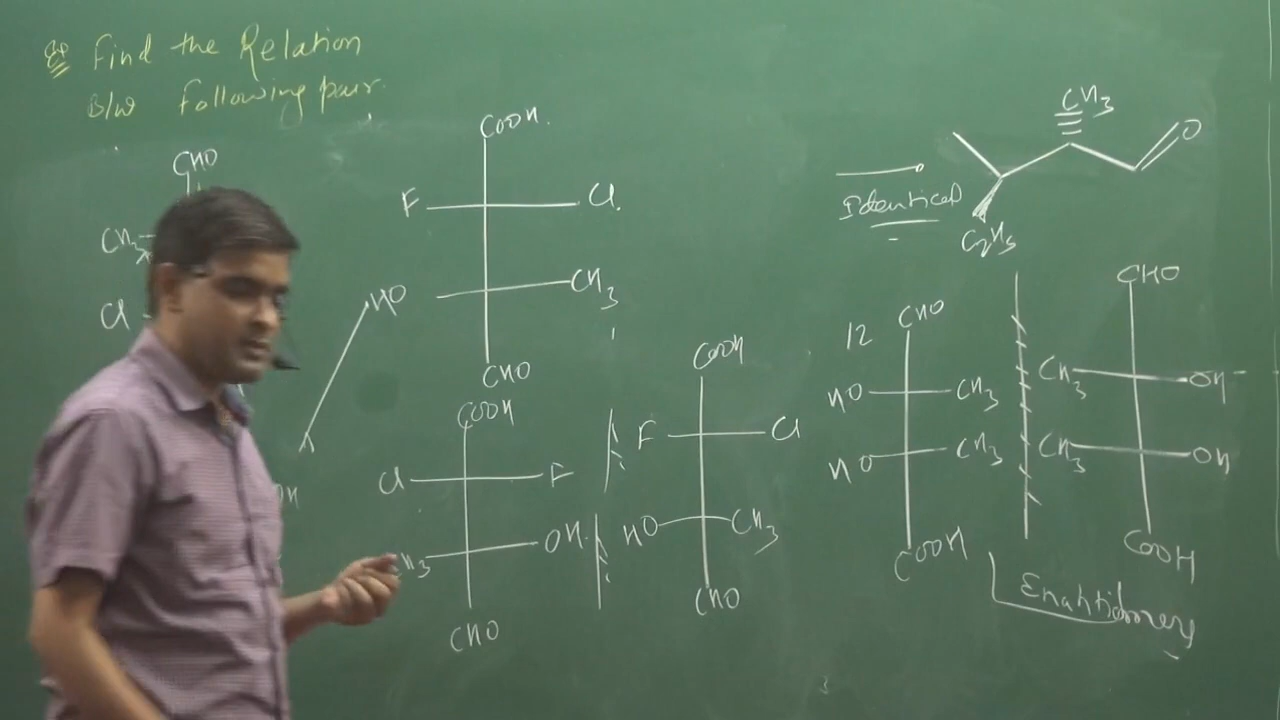 Q Find the Relation
B/W Following pair.
CHO
CH3
Cl
COOH.
F Cl.
HO CH3
CHO
COOH
Cl F
OH
CHO
COOH
F Cl
HO CH3
CHO
Identical
CH3
O
C2H5
12
CHO
HO CH3
HO CH3
COOH
CHO
CH3 OH
CH3 OH
COOH
Enantiomers